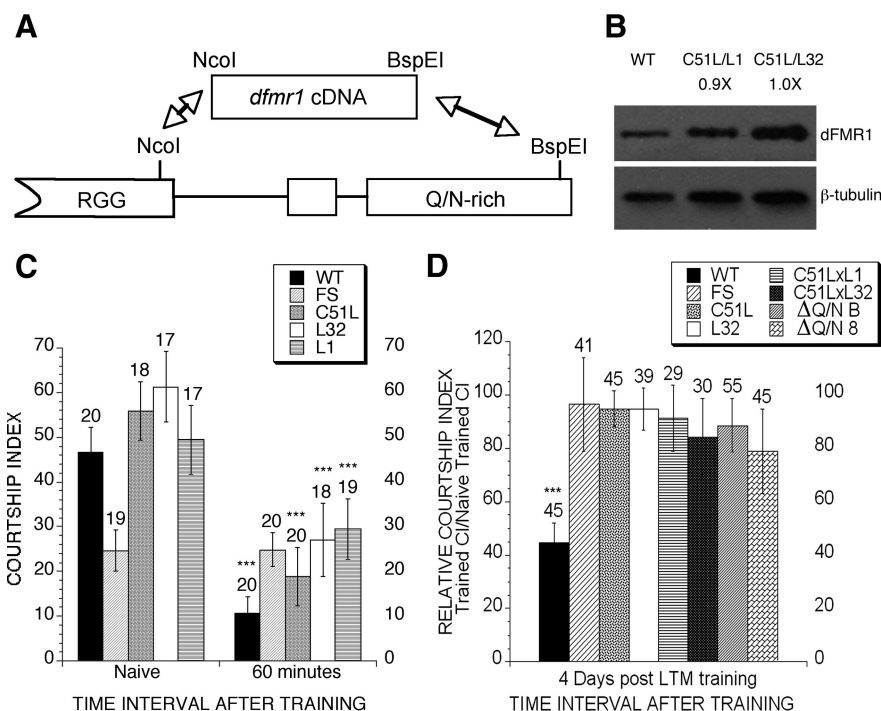 A
NcoI
BspEI
dfmr1 cDNA
NcoI
BspEI
RGG
Q/N-rich
B
WT
C51L/L1
C51L/L32
0.9X
1.0X
dFMR1
β-tubulin
C
WT
FS
C51L
L32
L1
COURTSHIP INDEX
70
60
50
40
30
20
10
0
20
19
18
17
17
***
20
20
***
20
***
18
***
19
70
60
50
40
30
20
10
0
Naive
60 minutes
TIME INTERVAL AFTER TRAINING
D
WT
FS
C51L
L32
C51LxL1
C51LxL32
ΔQ/N B
ΔQ/N 8
RELATIVE COURTSHIP INDEX
Trained CI/Naive Trained CI
120
100
80
60
40
20
0
***
45
41
45
39
29
30
55
45
100
80
60
40
20
0
4 Days post LTM training
TIME INTERVAL AFTER TRAINING